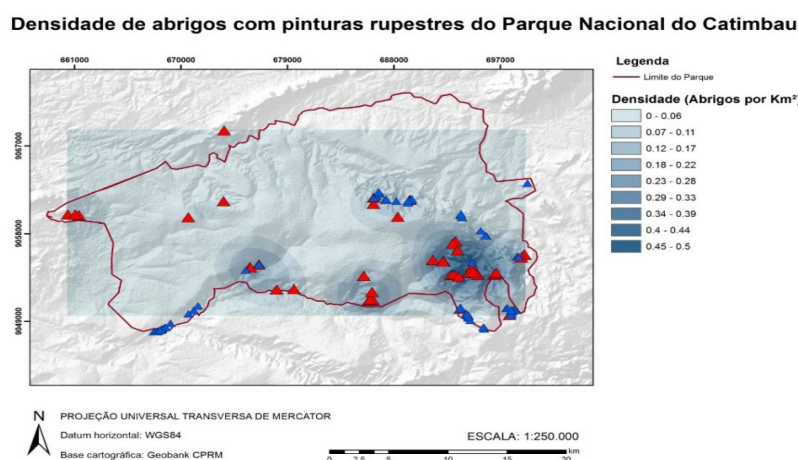 Densidade de abrigos com pinturas rupestres do Parque Nacional do Catimbau
661000 670000 679000 688000 697000
Legenda
Limite do Parque
Densidade (Abrigos por Km²)
0 - 0.06
0.07 - 0.11
0.12 - 0.17
0.18 - 0.22
0.23 - 0.28
0.29 - 0.33
0.34 - 0.39
0.4 - 0.44
0.45 - 0.5
9067000
9058000
9049000
N
PROJEÇÃO UNIVERSAL TRANSVERSA DE MERCATOR
Datum horizontal: WGS84
Base cartográfica: Geobank CPRM
ESCALA: 1:250.000
km
0 2,5 5 10 15 20